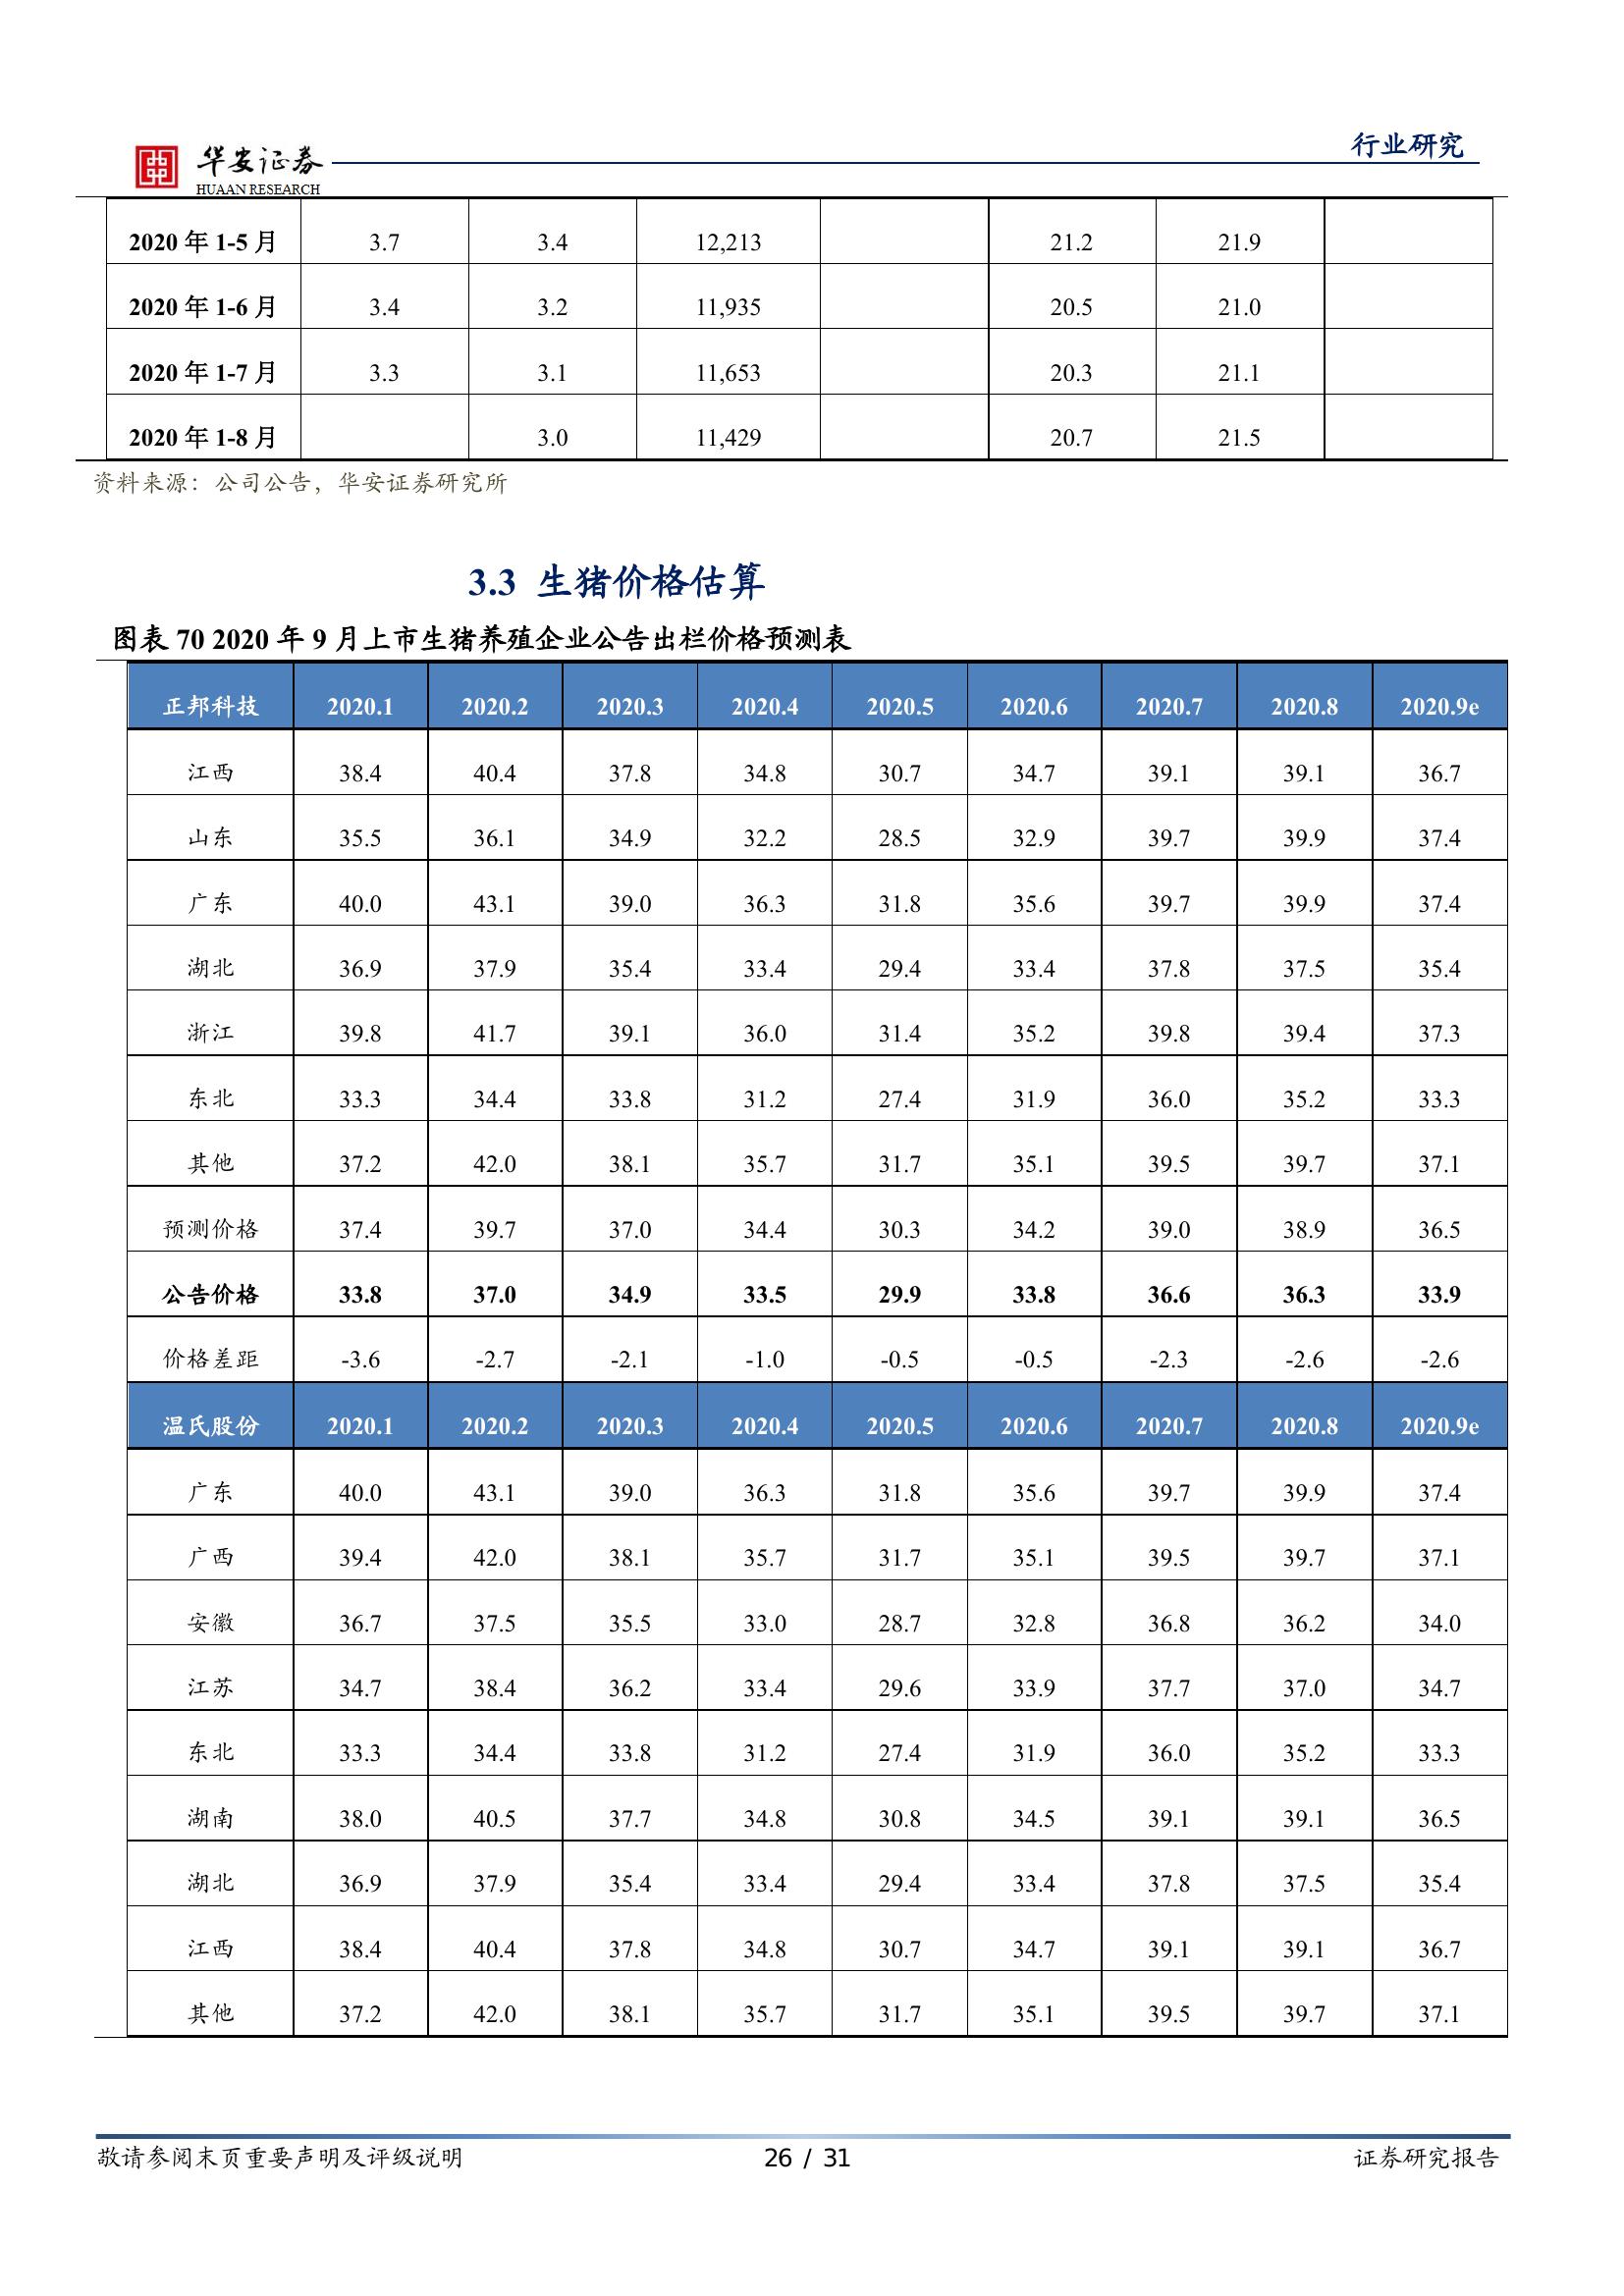 行业研究
华安证券
HUAAN RESEARCH
2020 年 1-5 月 3.7 3.4 12,213 21.2 21.9
2020 年 1-6 月 3.4 3.2 11,935 20.5 21.0
2020 年 1-7 月 3.3 3.1 11,653 20.3 21.1
2020 年 1-8 月 3.0 11,429 20.7 21.5
资料来源：公司公告，华安证券研究所
3.3 生猪价格估算
图表 70 2020 年 9 月上市生猪养殖企业公告出栏价格预测表
正邦科技 2020.1 2020.2 2020.3 2020.4 2020.5 2020.6 2020.7 2020.8 2020.9e
江西 38.4 40.4 37.8 34.8 30.7 34.7 39.1 39.1 36.7
山东 35.5 36.1 34.9 32.2 28.5 32.9 39.7 39.9 37.4
广东 40.0 43.1 39.0 36.3 31.8 35.6 39.7 39.9 37.4
湖北 36.9 37.9 35.4 33.4 29.4 33.4 37.8 37.5 35.4
浙江 39.8 41.7 39.1 36.0 31.4 35.2 39.8 39.4 37.3
东北 33.3 34.4 33.8 31.2 27.4 31.9 36.0 35.2 33.3
其他 37.2 42.0 38.1 35.7 31.7 35.1 39.5 39.7 37.1
预测价格 37.4 39.7 37.0 34.4 30.3 34.2 39.0 38.9 36.5
公告价格 33.8 37.0 34.9 33.5 29.9 33.8 36.6 36.3 33.9
价格差距 -3.6 -2.7 -2.1 -1.0 -0.5 -0.5 -2.3 -2.6 -2.6
温氏股份 2020.1 2020.2 2020.3 2020.4 2020.5 2020.6 2020.7 2020.8 2020.9e
广东 40.0 43.1 39.0 36.3 31.8 35.6 39.7 39.9 37.4
广西 39.4 42.0 38.1 35.7 31.7 35.1 39.5 39.7 37.1
安徽 36.7 37.5 35.5 33.0 28.7 32.8 36.8 36.2 34.0
江苏 34.7 38.4 36.2 33.4 29.6 33.9 37.7 37.0 34.7
东北 33.3 34.4 33.8 31.2 27.4 31.9 36.0 35.2 33.3
湖南 38.0 40.5 37.7 34.8 30.8 34.5 39.1 39.1 36.5
湖北 36.9 37.9 35.4 33.4 29.4 33.4 37.8 37.5 35.4
江西 38.4 40.4 37.8 34.8 30.7 34.7 39.1 39.1 36.7
其他 37.2 42.0 38.1 35.7 31.7 35.1 39.5 39.7 37.1
敬请参阅末页重要声明及评级说明 26 / 31 证券研究报告